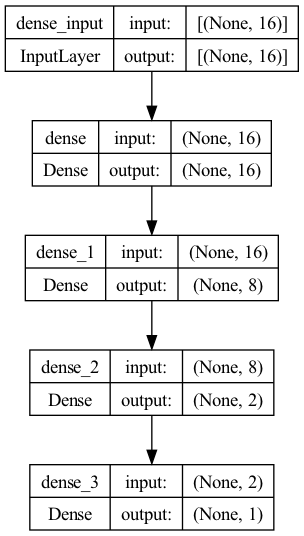 dense_input input: [(None, 16)]
InputLayer output: [(None, 16)]
dense input: (None, 16)
Dense output: (None, 16)
dense_1 input: (None, 16)
Dense output: (None, 8)
dense_2 input: (None, 8)
Dense output: (None, 2)
dense_3 input: (None, 2)
Dense output: (None, 1)